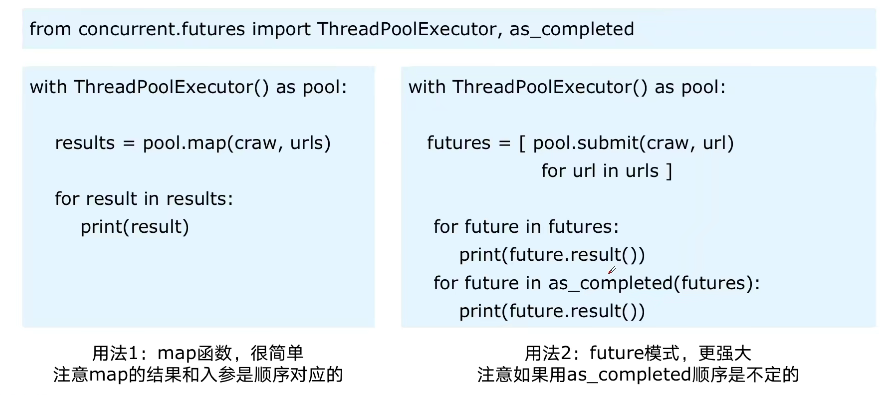 from concurrent.futures import ThreadPoolExecutor, as_completed
with ThreadPoolExecutor() as pool:
results = pool.map(craw, urls)
for result in results:
print(result)
用法1：map函数，很简单
注意map的结果和入参是顺序对应的
with ThreadPoolExecutor() as pool:
futures = [ pool.submit(craw, url)
for url in urls ]
for future in futures:
print(future.result())
for future in as_completed(futures):
print(future.result())
用法2：future模式，更强大
注意如果用as_completed顺序是不定的